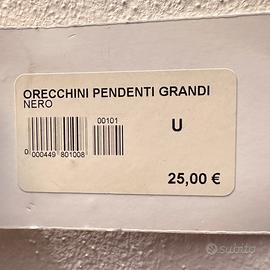 ORECCHINI PENDENTI GRANDI
NERO
00101
U
0 000449 801008
25,00 €
subito